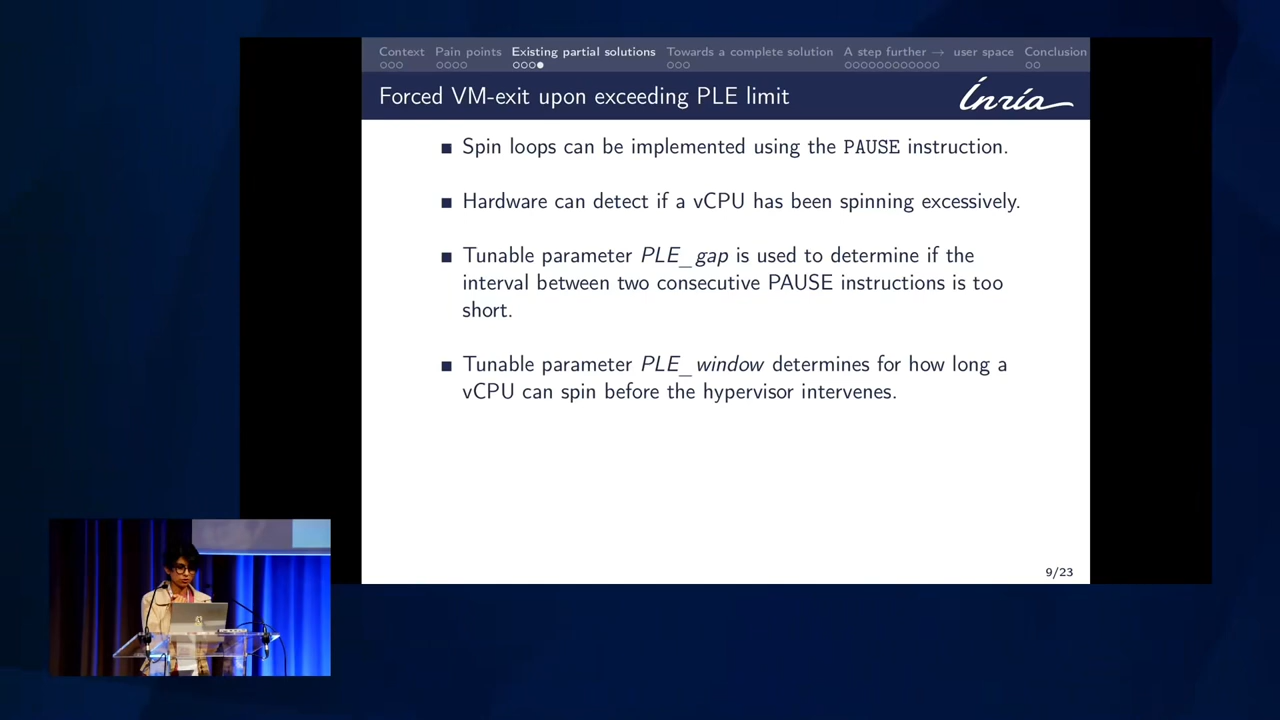 Context Pain points Existing partial solutions Towards a complete solution A step further → user space Conclusion
Forced VM-exit upon exceeding PLE limit
Inria
■ Spin loops can be implemented using the PAUSE instruction.
■ Hardware can detect if a vCPU has been spinning excessively.
■ Tunable parameter PLE_gap is used to determine if the
interval between two consecutive PAUSE instructions is too
short.
■ Tunable parameter PLE_window determines for how long a
vCPU can spin before the hypervisor intervenes.
9/23